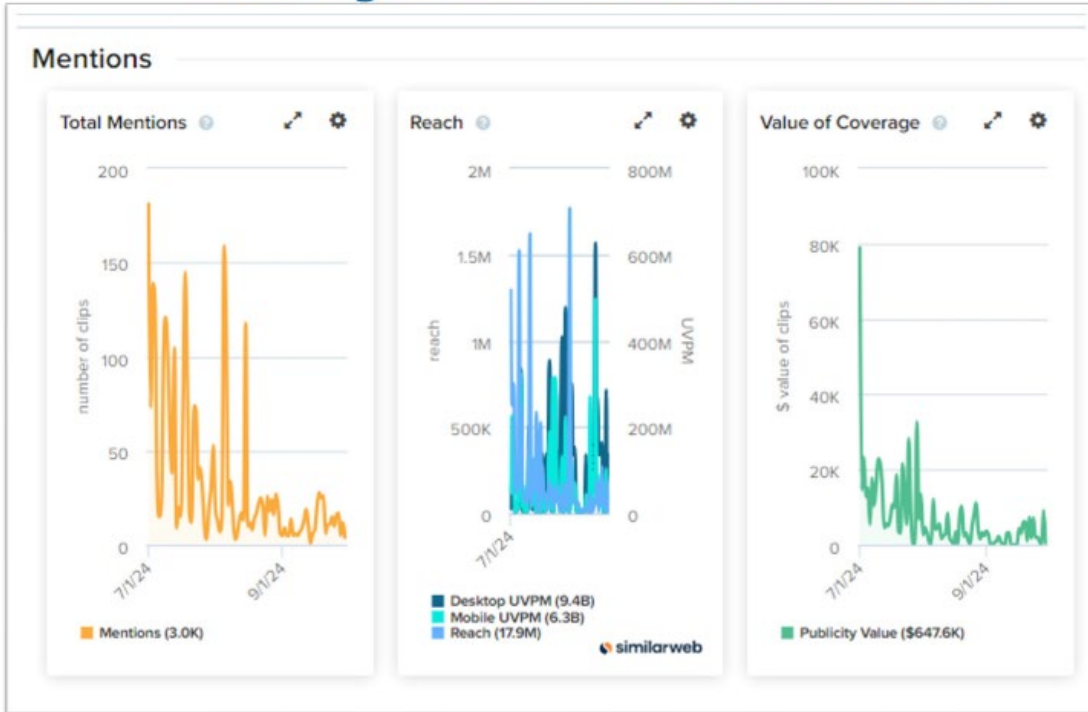 Mentions
Total Mentions
200
150
100
50
0
number of clips
7/1/24
9/1/24
Mentions (3.0K)
Reach
2M
1.5M
1M
500K
0
reach
800M
600M
400M
200M
0
UVPM
7/1/24
Desktop UVPM (9.4B)
Mobile UVPM (6.3B)
Reach (17.9M)
similarweb
Value of Coverage
100K
80K
60K
40K
20K
0
$ value of clips
7/1/24
9/1/24
Publicity Value ($647.6K)